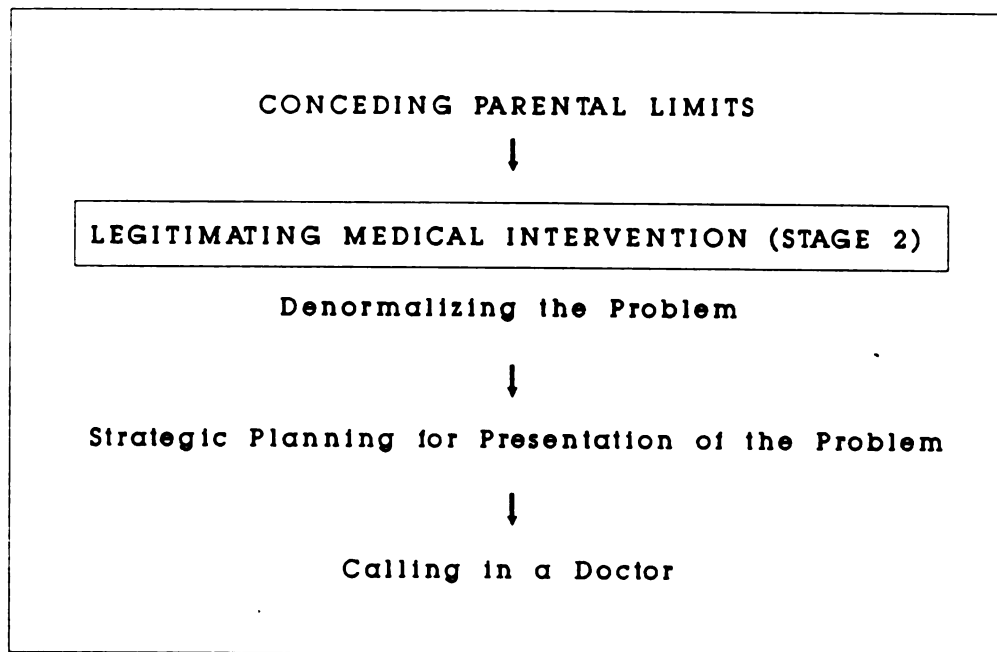 CONCEDING PARENTAL LIMITS
LEGITIMATING MEDICAL INTERVENTION (STAGE 2)
Denormalizing the Problem
Strategic Planning for Presentation of the Problem
Calling in a Doctor